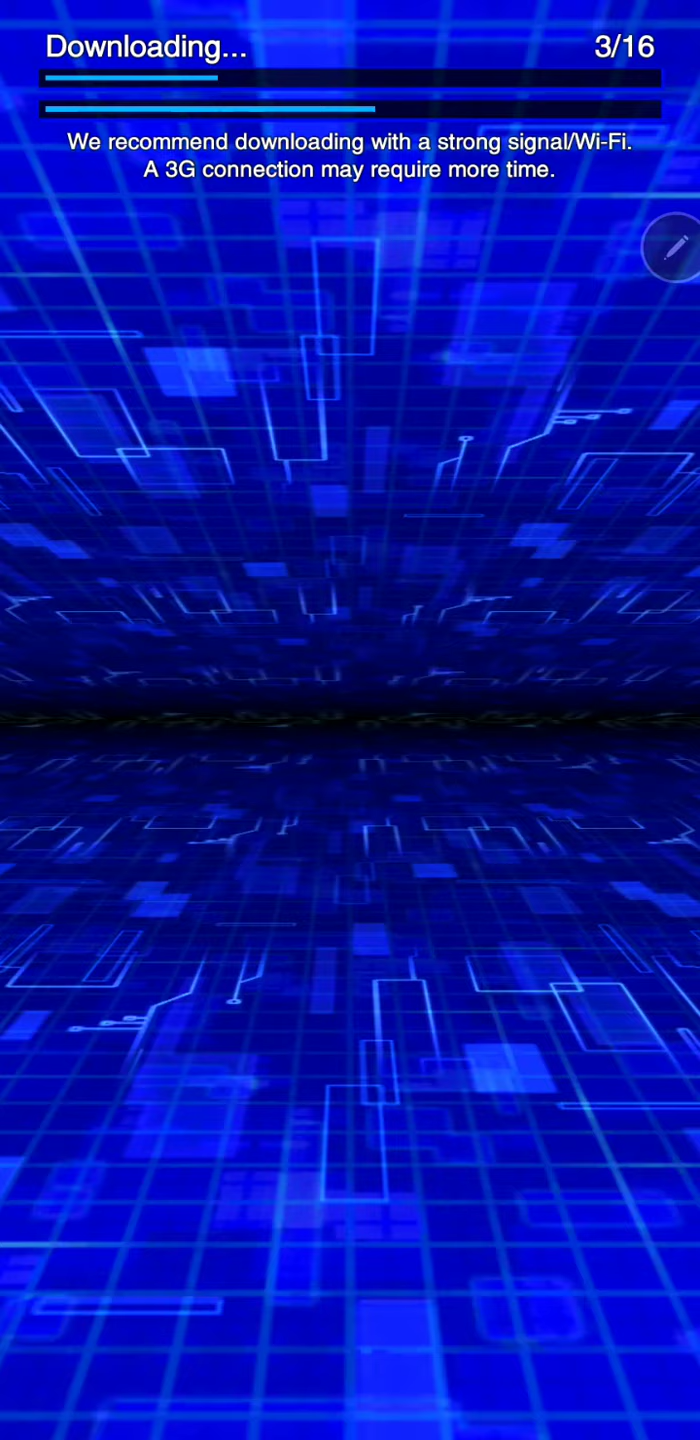 Downloading... 3/16
We recommend downloading with a strong signal/Wi-Fi.
A 3G connection may require more time.